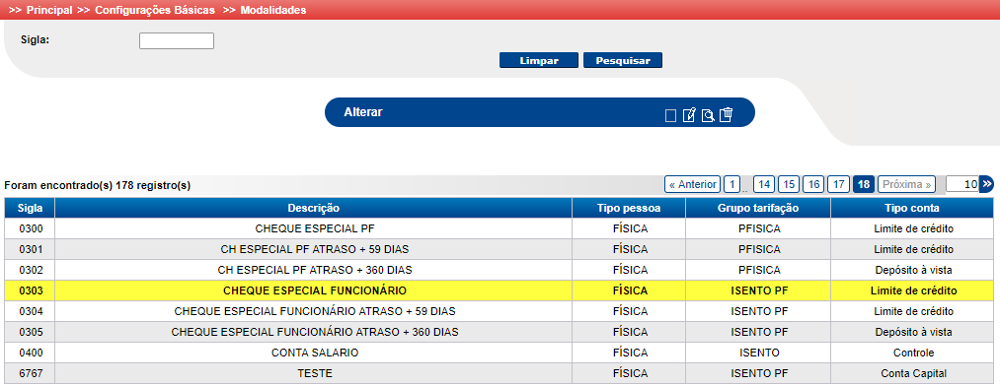 >> Principal >> Configurações Básicas >> Modalidades
Sigla:
Limpar Pesquisar
Alterar
Foram encontrado(s) 178 registro(s) « Anterior 1 .. 14 15 16 17 18 Próxima » 10 »
Sigla Descrição Tipo pessoa Grupo tarifação Tipo conta
0300 CHEQUE ESPECIAL PF FÍSICA PFISICA Limite de crédito
0301 CH ESPECIAL PF ATRASO + 59 DIAS FÍSICA PFISICA Limite de crédito
0302 CH ESPECIAL PF ATRASO + 360 DIAS FÍSICA PFISICA Depósito à vista
0303 CHEQUE ESPECIAL FUNCIONÁRIO FÍSICA ISENTO PF Limite de crédito
0304 CHEQUE ESPECIAL FUNCIONÁRIO ATRASO + 59 DIAS FÍSICA ISENTO PF Limite de crédito
0305 CHEQUE ESPECIAL FUNCIONÁRIO ATRASO + 360 DIAS FÍSICA ISENTO PF Depósito à vista
0400 CONTA SALARIO FÍSICA ISENTO Controle
6767 TESTE FÍSICA ISENTO PF Conta Capital